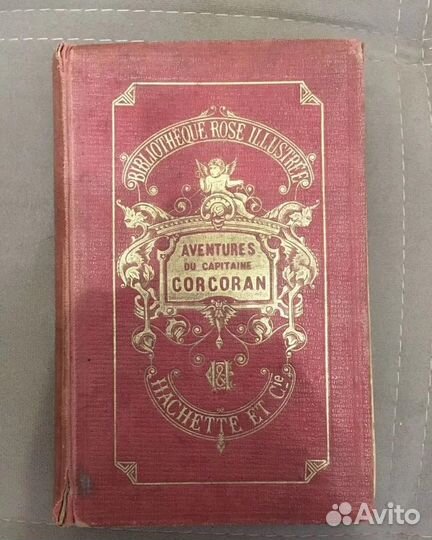 BIBLIOTHÈQUE ROSE ILLUSTRÉE
AVENTURES
DU CAPITAINE
CORCORAN
H&C
HACHETTE ET Cie
Avito